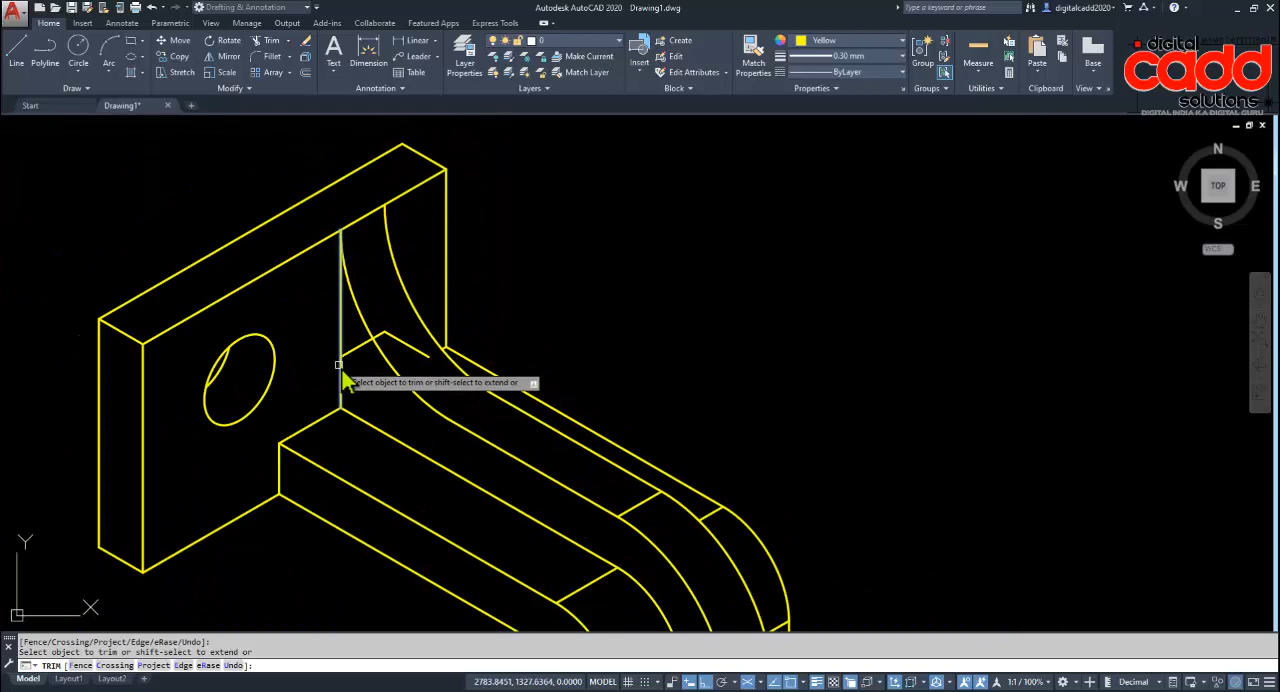 Drafting & Annotation
Autodesk AutoCAD 2020 Drawing1.dwg
Type a keyword or phrase
digitalcadd2020
Home Insert Annotate Parametric View Manage Output Add-ins Collaborate Featured Apps Express Tools
Line Polyline Circle Arc
Move Rotate Trim
Copy Mirror Fillet
Stretch Scale Array
Text Dimension
Linear
Leader
Table
Layer
Properties
0
Make Current
Match Layer
Insert
Create
Edit
Edit Attributes
Match
Properties
Yellow
0.30 mm
ByLayer
Group Measure Paste Base
Draw Modify Annotation Layers Block Properties Groups Utilities Clipboard View
digital
cadd
solutions
DIGITAL INDIA KA DIGITAL GURU
Start Drawing1*
N
W TOP E
S
WCS
Select object to trim or shift-select to extend or
Y
X
[Fence/Crossing/Project/Edge/eRase/Undo]:
Select object to trim or shift-select to extend or
TRIM [Fence Crossing Project Edge eRase Undo]:
Model Layout1 Layout2 +
2783.8451, 1327.6364, 0.0000 MODEL
1:1 / 100%
Decimal